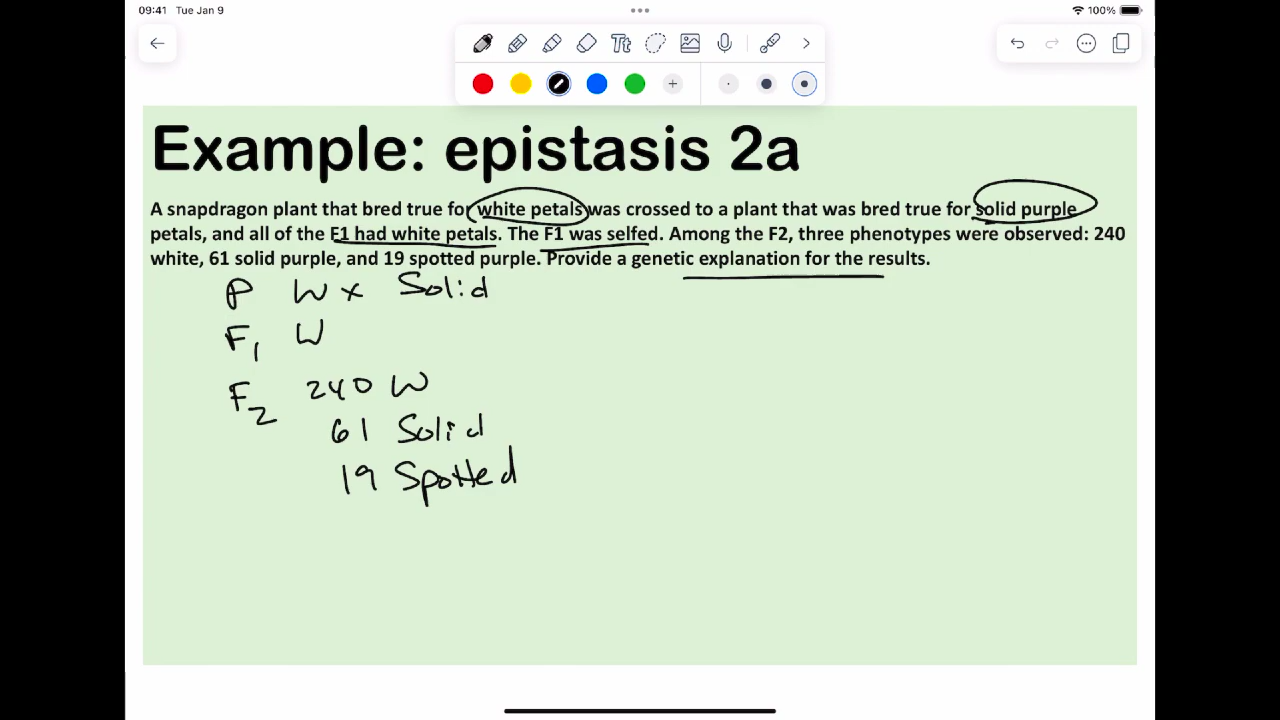 09:41 Tue Jan 9
100%
Tt
Example: epistasis 2a
A snapdragon plant that bred true for white petals was crossed to a plant that was bred true for solid purple
petals, and all of the F1 had white petals. The F1 was selfed. Among the F2, three phenotypes were observed: 240
white, 61 solid purple, and 19 spotted purple. Provide a genetic explanation for the results.
P W x Solid
F1 W
F2 240 W
61 Solid
19 Spotted